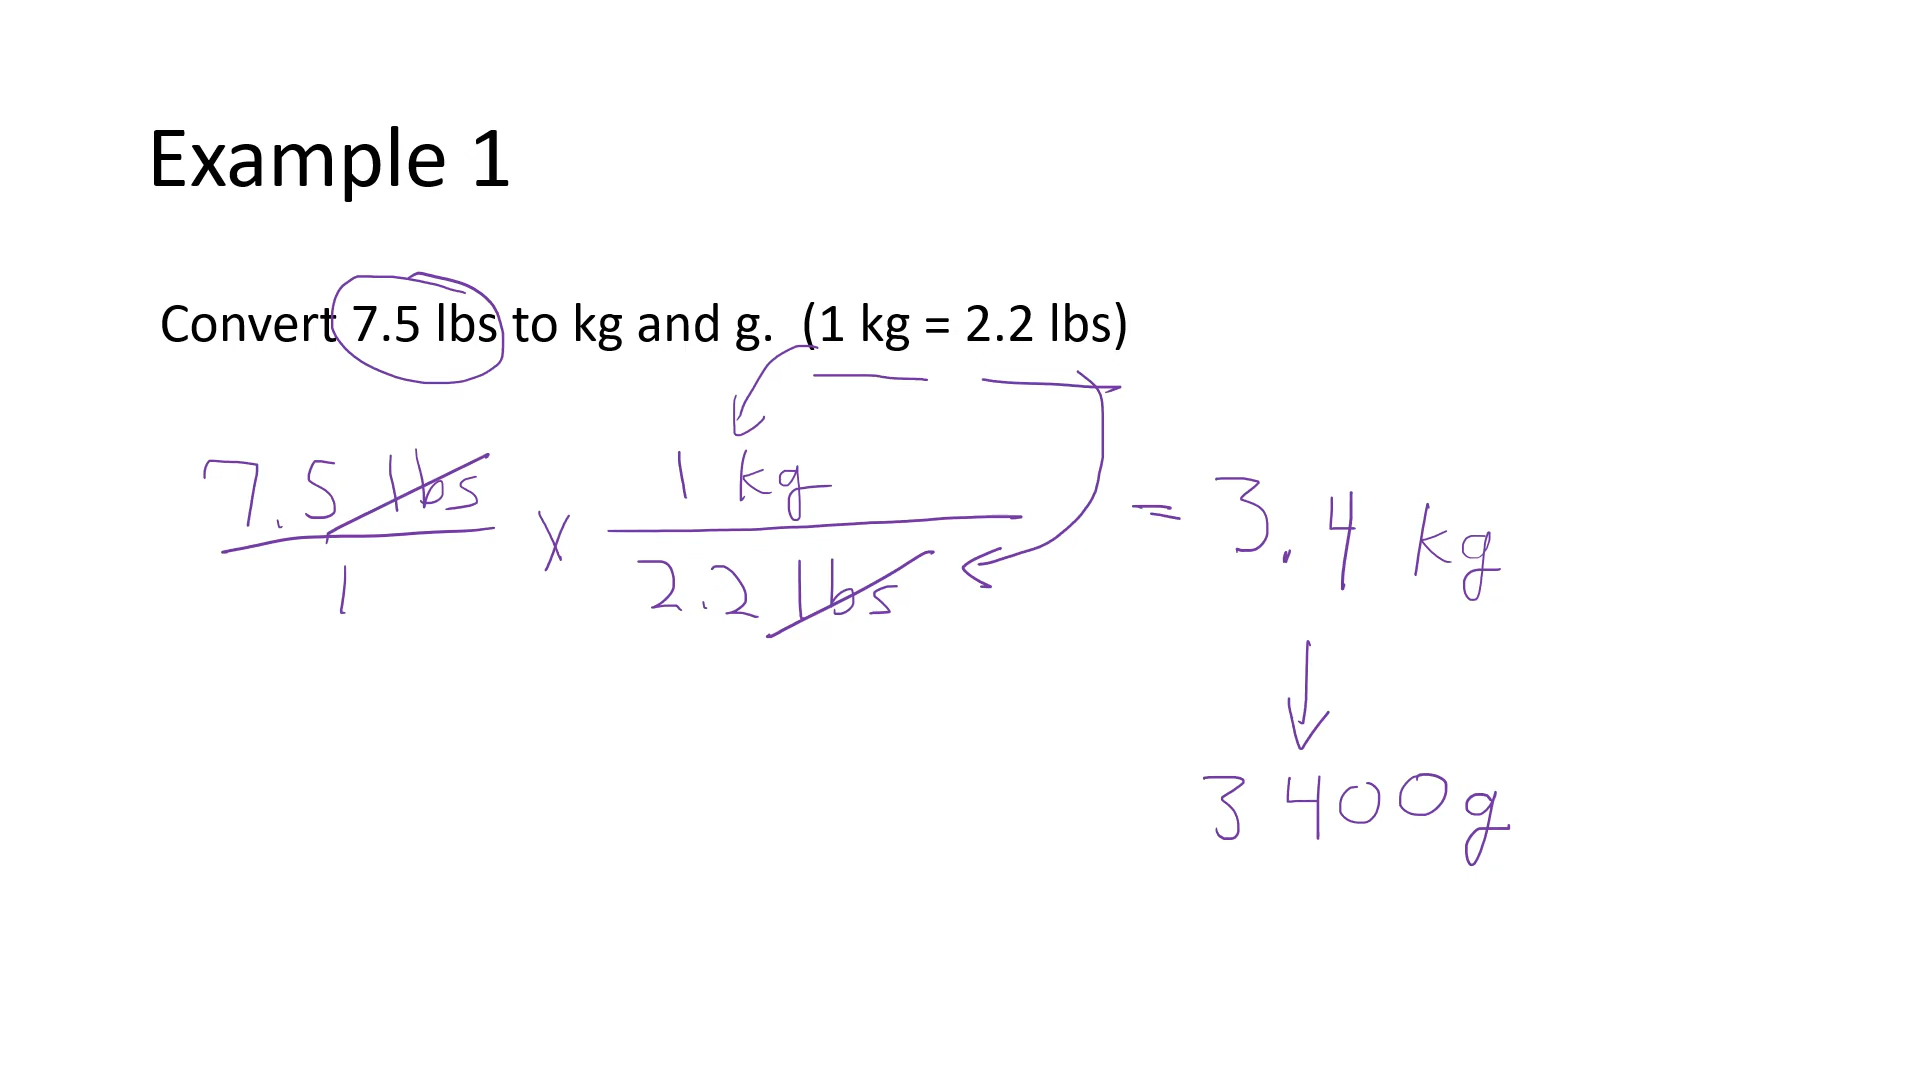 Example 1
Convert 7.5 lbs to kg and g. (1 kg = 2.2 lbs)
7.5 lbs / 1 x 1 kg / 2.2 lbs = 3.4 kg
3400g